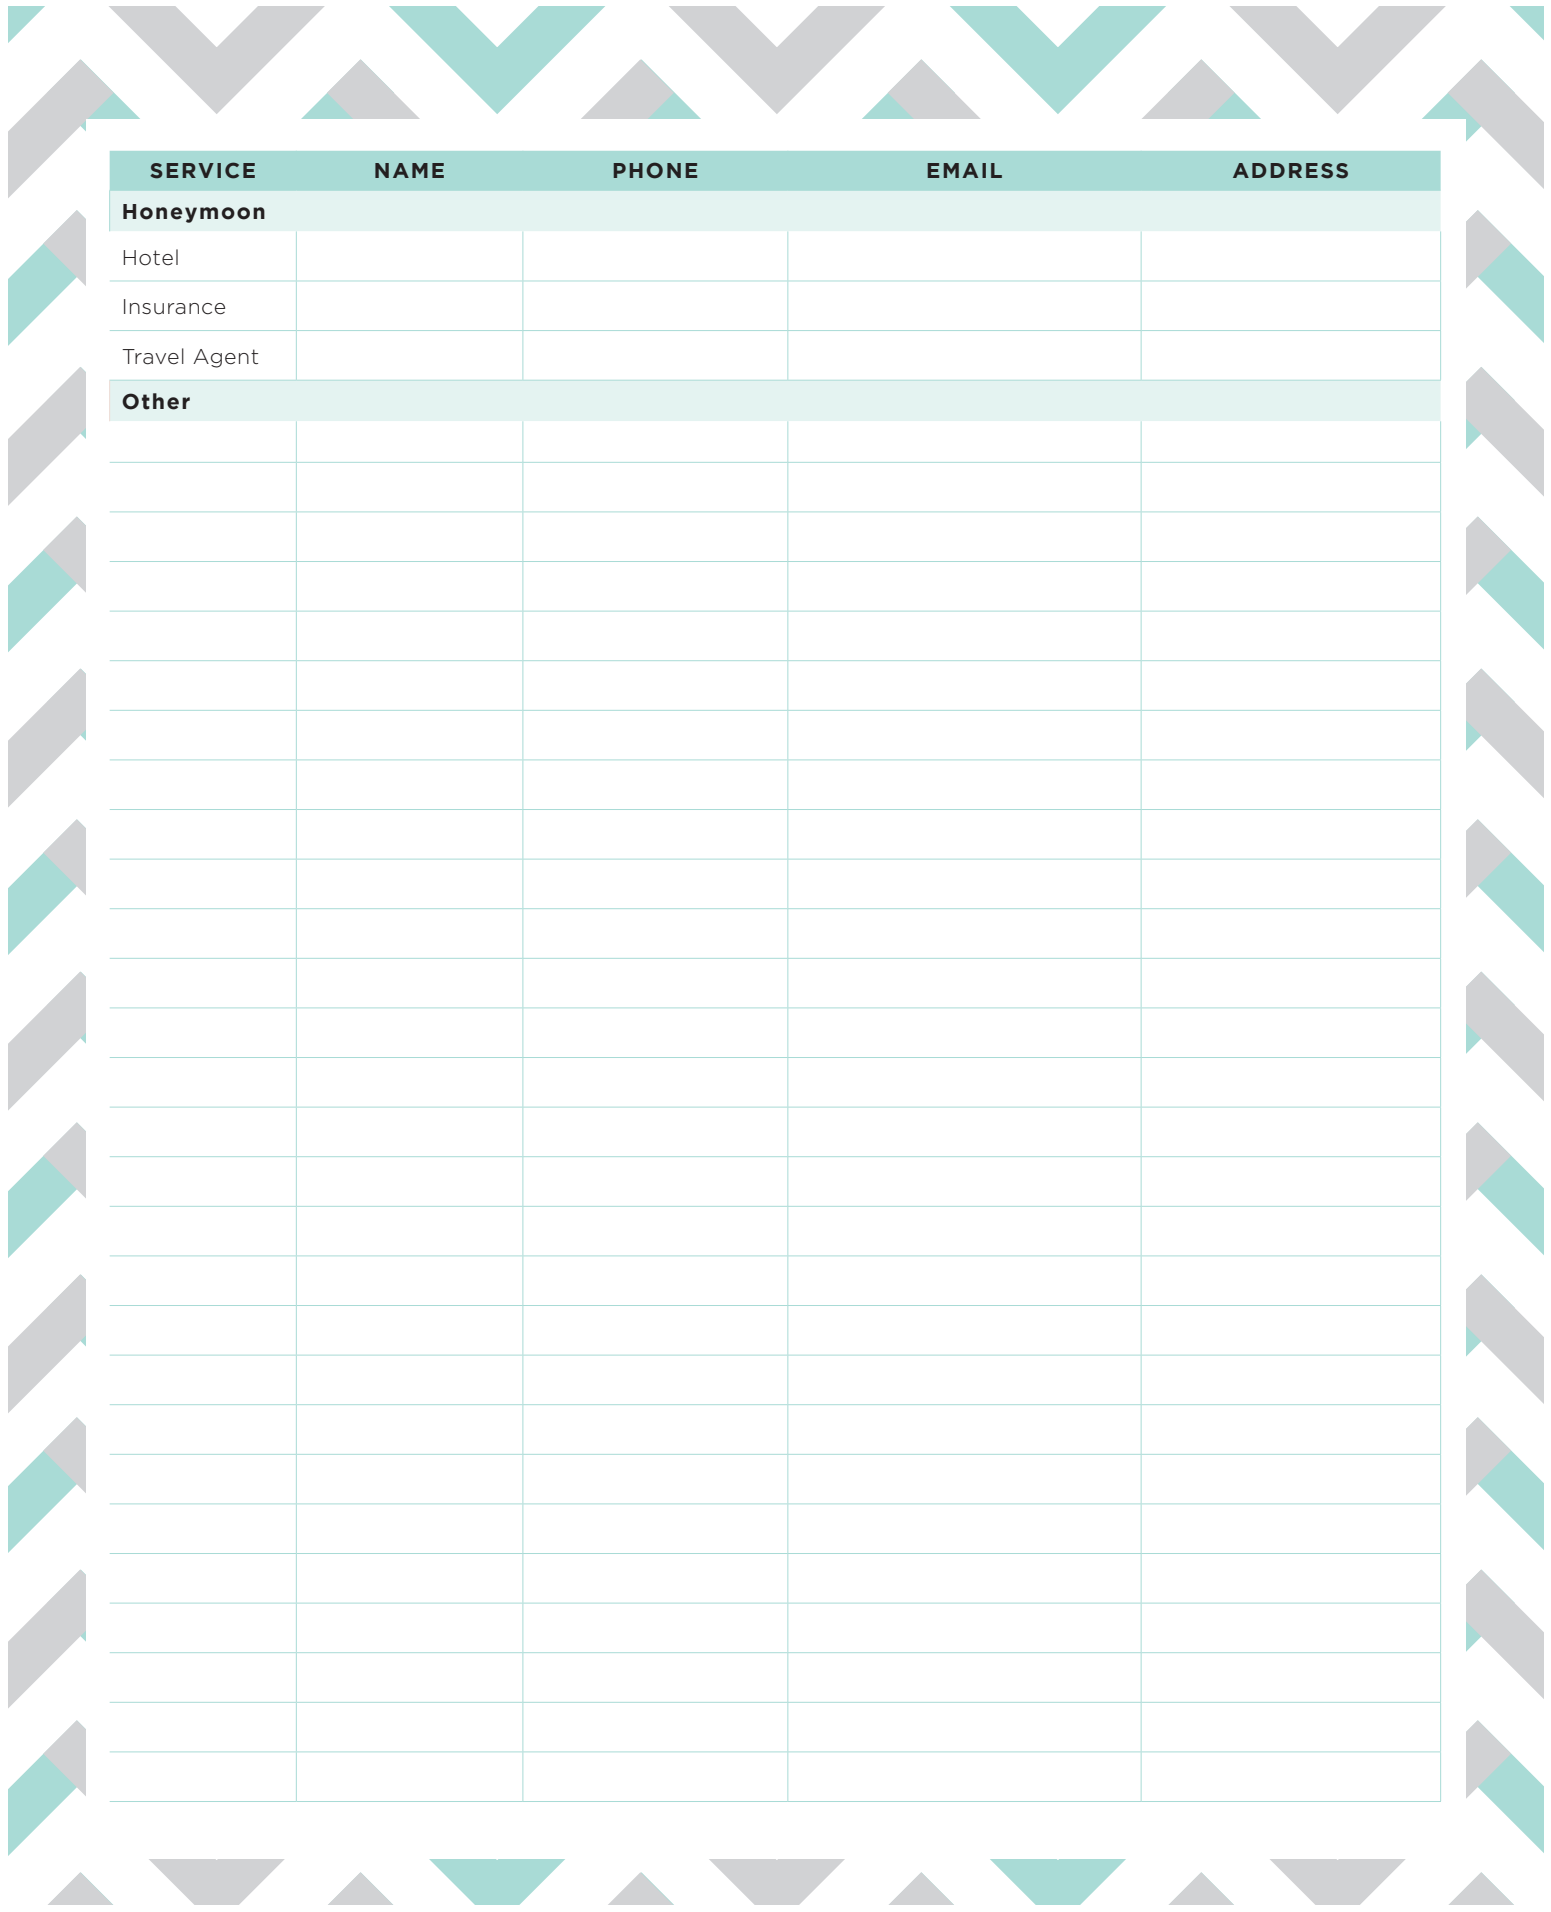 SERVICE NAME PHONE EMAIL ADDRESS
Honeymoon
Hotel
Insurance
Travel Agent
Other